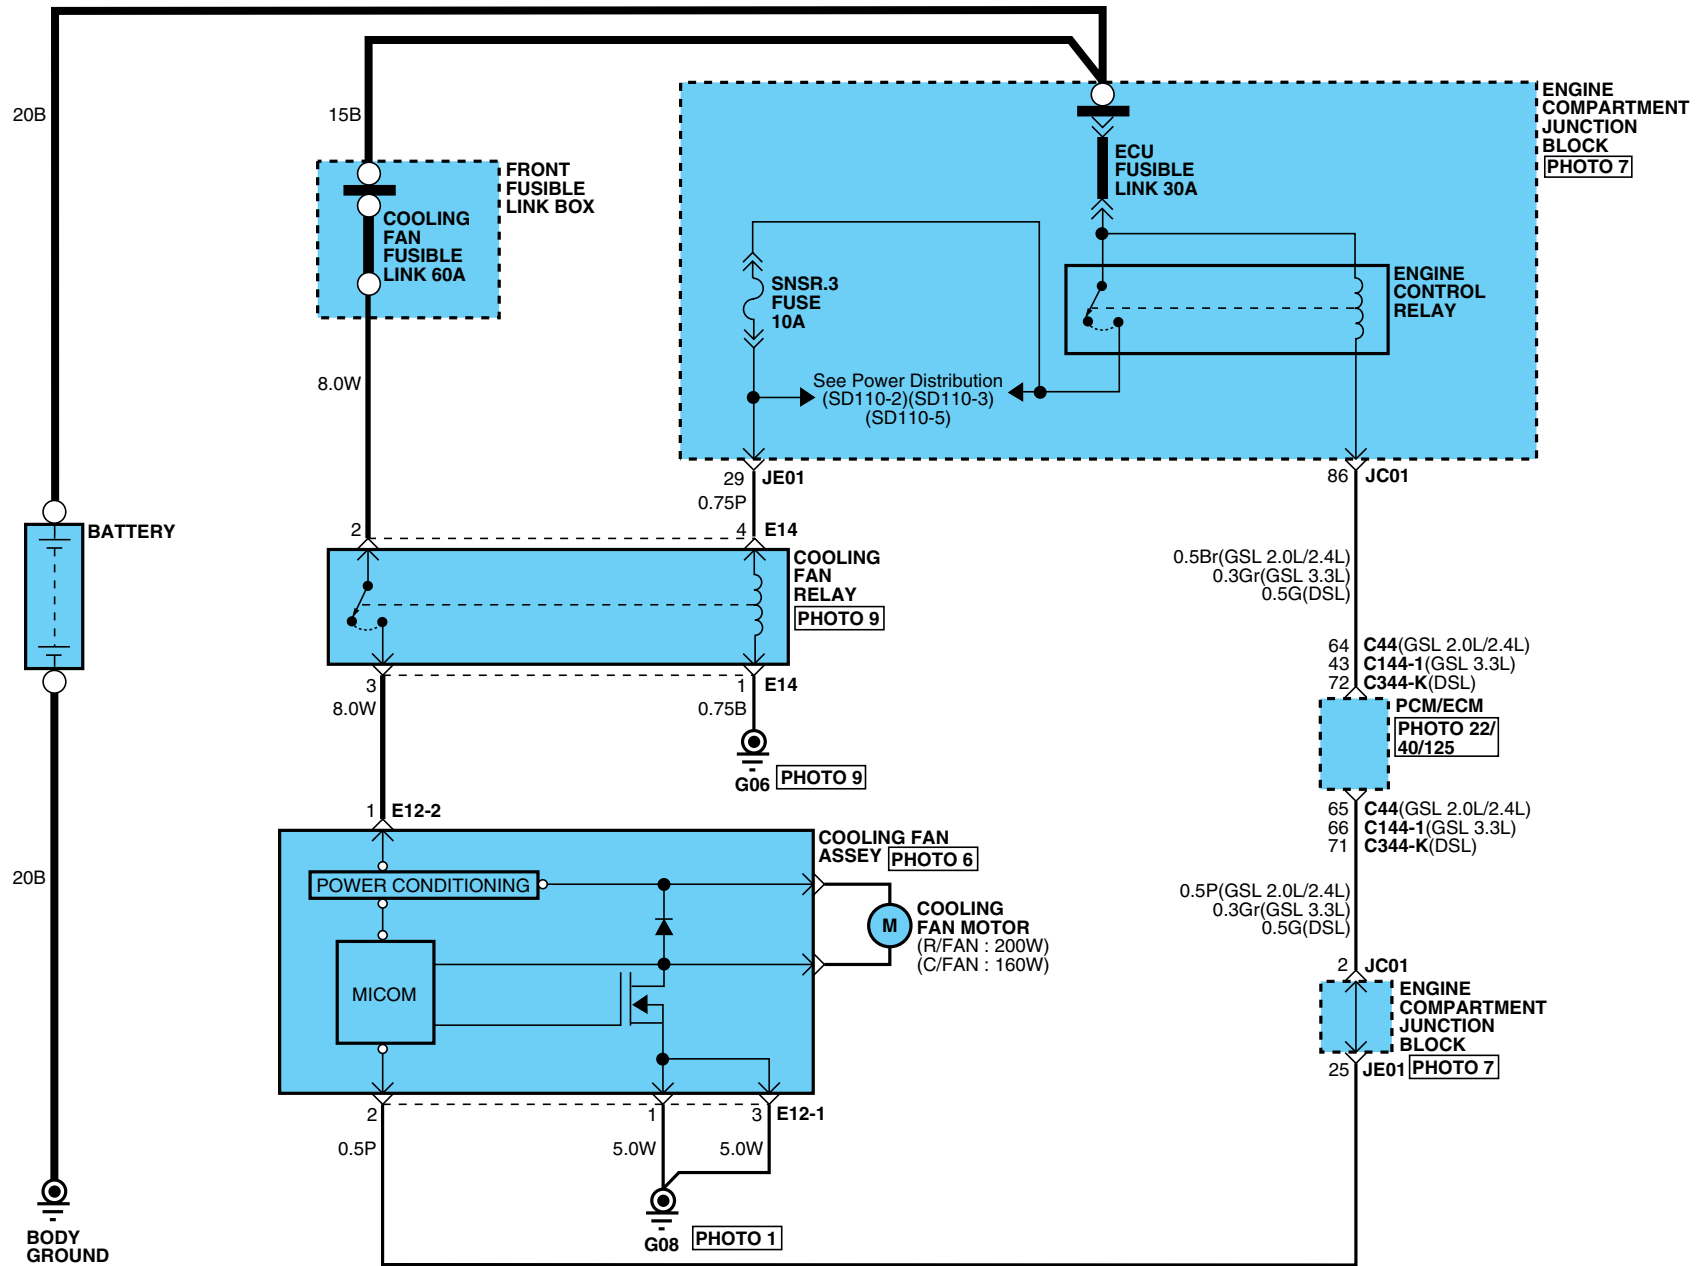 20B
15B
FRONT
FUSIBLE
LINK BOX
COOLING
FAN
FUSIBLE
LINK 60A
8.0W
ENGINE
COMPARTMENT
JUNCTION
BLOCK
PHOTO 7
ECU
FUSIBLE
LINK 30A
SNSR.3
FUSE
10A
ENGINE
CONTROL
RELAY
See Power Distribution
(SD110-2)(SD110-3)
(SD110-5)
29 JE01
0.75P
86 JC01
BATTERY
2
4 E14
COOLING
FAN
RELAY
PHOTO 9
3
8.0W
1 E14
0.75B
G06
PHOTO 9
0.5Br(GSL 2.0L/2.4L)
0.3Gr(GSL 3.3L)
0.5G(DSL)
64 C44(GSL 2.0L/2.4L)
43 C144-1(GSL 3.3L)
72 C344-K(DSL)
PCM/ECM
PHOTO 22/
40/125
65 C44(GSL 2.0L/2.4L)
66 C144-1(GSL 3.3L)
71 C344-K(DSL)
0.5P(GSL 2.0L/2.4L)
0.3Gr(GSL 3.3L)
0.5G(DSL)
2 JC01
ENGINE
COMPARTMENT
JUNCTION
BLOCK
25 JE01 PHOTO 7
20B
1 E12-2
COOLING FAN
ASSEY PHOTO 6
POWER CONDITIONING
MICOM
M
COOLING
FAN MOTOR
(R/FAN : 200W)
(C/FAN : 160W)
2
1
3 E12-1
0.5P
5.0W
5.0W
G08
PHOTO 1
BODY
GROUND